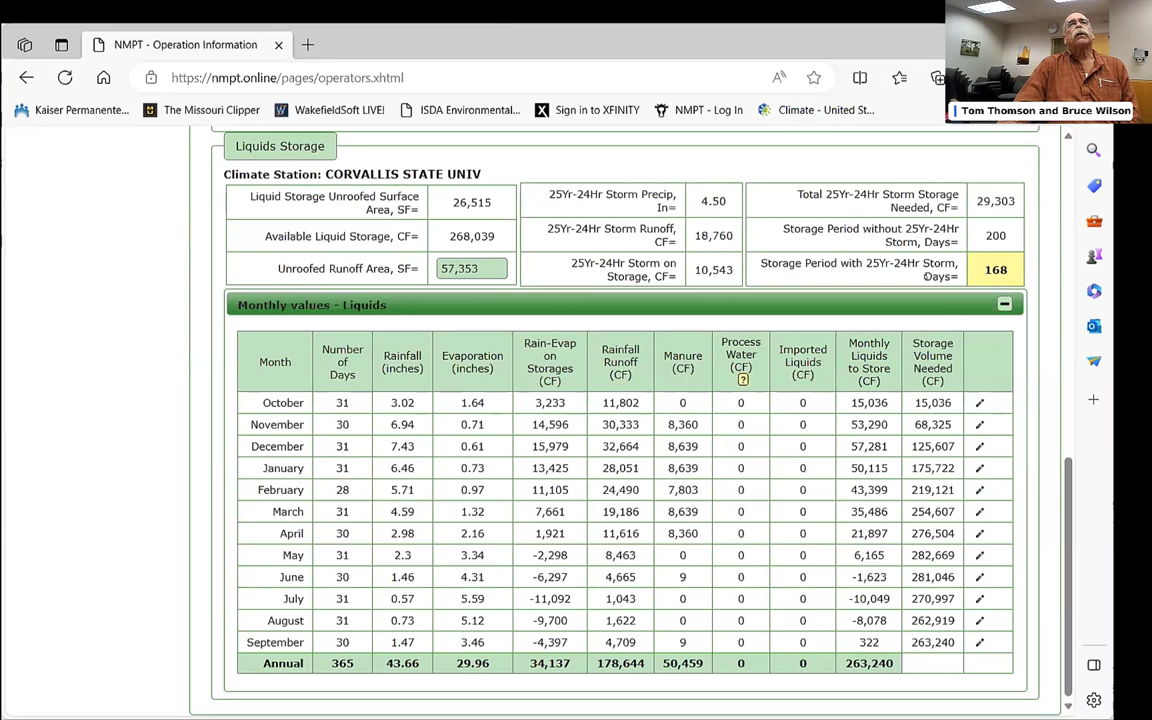 NMPT - Operation Information
https://nmpt.online/pages/operators.xhtml
Kaiser Permanente... The Missouri Clipper WakefieldSoft LIVE! ISDA Environmental... Sign in to XFINITY NMPT - Log In Climate - United St...
Tom Thomson and Bruce Wilson
Liquids Storage
Climate Station: CORVALLIS STATE UNIV
Liquid Storage Unroofed Surface
Area, SF= 26,515
25Yr-24Hr Storm Precip,
In= 4.50
Total 25Yr-24Hr Storm Storage
Needed, CF= 29,303
Available Liquid Storage, CF= 268,039
25Yr-24Hr Storm Runoff,
CF= 18,760
Storage Period without 25Yr-24Hr
Storm, Days= 200
Unroofed Runoff Area, SF= 57,353
25Yr-24Hr Storm on
Storage, CF= 10,543
Storage Period with 25Yr-24Hr Storm,
Days= 168
Monthly values - Liquids
Month
Number
of
Days
Rainfall
(inches)
Evaporation
(inches)
Rain-Evap
on
Storages
(CF)
Rainfall
Runoff
(CF)
Manure
(CF)
Process
Water
(CF)
?
Imported
Liquids
(CF)
Monthly
Liquids
to Store
(CF)
Storage
Volume
Needed
(CF)
October 31 3.02 1.64 3,233 11,802 0 0 0 15,036 15,036
November 30 6.94 0.71 14,596 30,333 8,360 0 0 53,290 68,325
December 31 7.43 0.61 15,979 32,664 8,639 0 0 57,281 125,607
January 31 6.46 0.73 13,425 28,051 8,639 0 0 50,115 175,722
February 28 5.71 0.97 11,105 24,490 7,803 0 0 43,399 219,121
March 31 4.59 1.32 7,661 19,186 8,639 0 0 35,486 254,607
April 30 2.98 2.16 1,921 11,616 8,360 0 0 21,897 276,504
May 31 2.3 3.34 -2,298 8,463 0 0 0 6,165 282,669
June 30 1.46 4.31 -6,297 4,665 9 0 0 -1,623 281,046
July 31 0.57 5.59 -11,092 1,043 0 0 0 -10,049 270,997
August 31 0.73 5.12 -9,700 1,622 0 0 0 -8,078 262,919
September 30 1.47 3.46 -4,397 4,709 9 0 0 322 263,240
Annual 365 43.66 29.96 34,137 178,644 50,459 0 0 263,240